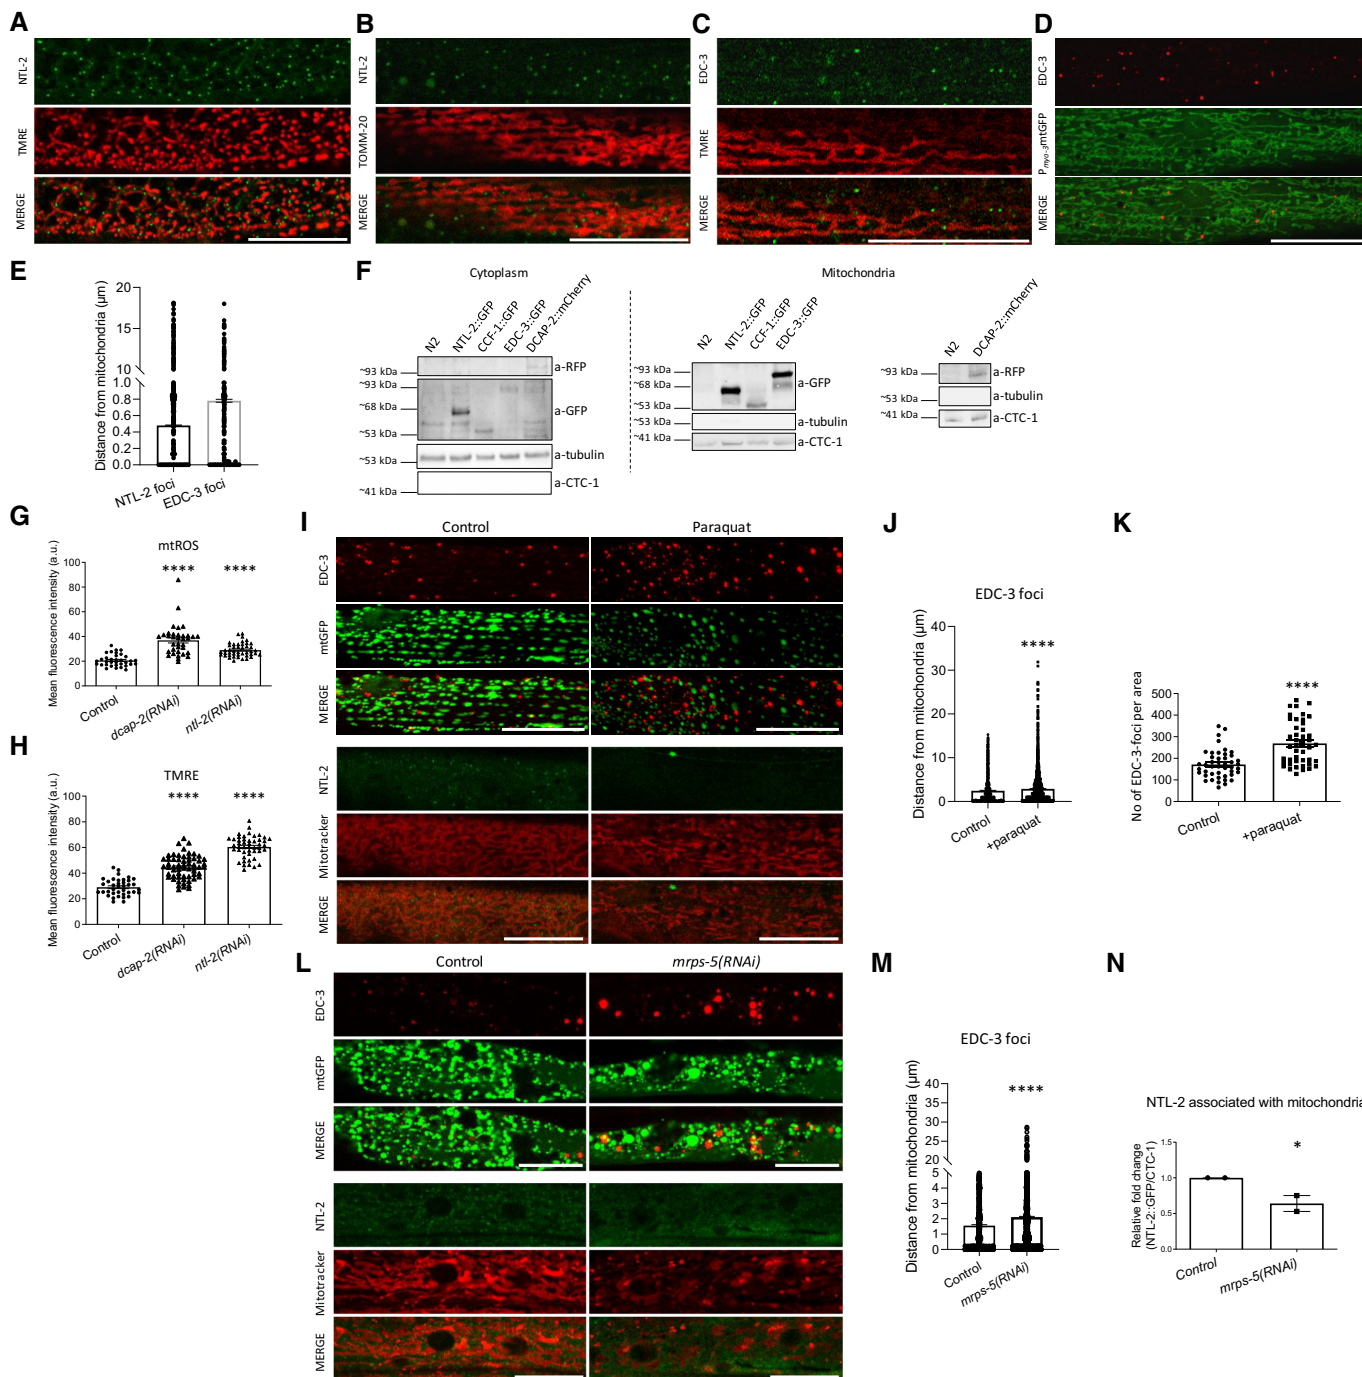 A
NTL-2
TMRE
MERGE
B
NTL-2
TOMM-20
MERGE
C
EDC-3
TMRE
MERGE
D
EDC-3
Pmyo-3mtGFP
MERGE
E
Distance from mitochondria (µm)
20
15
10
1.0
0.8
0.6
0.4
0.2
0.0
NTL-2 foci
EDC-3 foci
F
Cytoplasm
N2
NTL-2::GFP
CCF-1::GFP
EDC-3::GFP
DCAP-2::mCherry
~93 kDa
~93 kDa
~68 kDa
~53 kDa
~53 kDa
~41 kDa
a-RFP
a-GFP
a-tubulin
a-CTC-1
Mitochondria
N2
NTL-2::GFP
CCF-1::GFP
EDC-3::GFP
~93 kDa
~68 kDa
~53 kDa
~41 kDa
a-GFP
a-tubulin
a-CTC-1
N2
DCAP-2::mCherry
~93 kDa
~53 kDa
~41 kDa
a-RFP
a-tubulin
a-CTC-1
G
mtROS
Mean fluorescence intensity (a.u.)
100
80
60
40
20
0
****
****
Control
dcap-2(RNAi)
ntl-2(RNAi)
H
TMRE
Mean fluorescence intensity (a.u.)
100
80
60
40
20
0
****
****
Control
dcap-2(RNAi)
ntl-2(RNAi)
I
Control
Paraquat
EDC-3
mtGFP
MERGE
NTL-2
Mitotracker
MERGE
J
EDC-3 foci
Distance from mitochondria (µm)
40
30
20
10
0
****
Control
+paraquat
K
No of EDC-3-foci per area
500
400
300
200
100
0
****
Control
+paraquat
L
Control
mrps-5(RNAi)
EDC-3
mtGFP
MERGE
NTL-2
Mitotracker
MERGE
M
EDC-3 foci
Distance from mitochondria (µm)
40
35
30
25
20
5
4
3
2
1
0
****
Control
mrps-5(RNAi)
N
NTL-2 associated with mitochondria
Relative fold change
(NTL-2::GFP/CTC-1)
1.5
1.0
0.5
0.0
*
Control
mrps-5(RNAi)